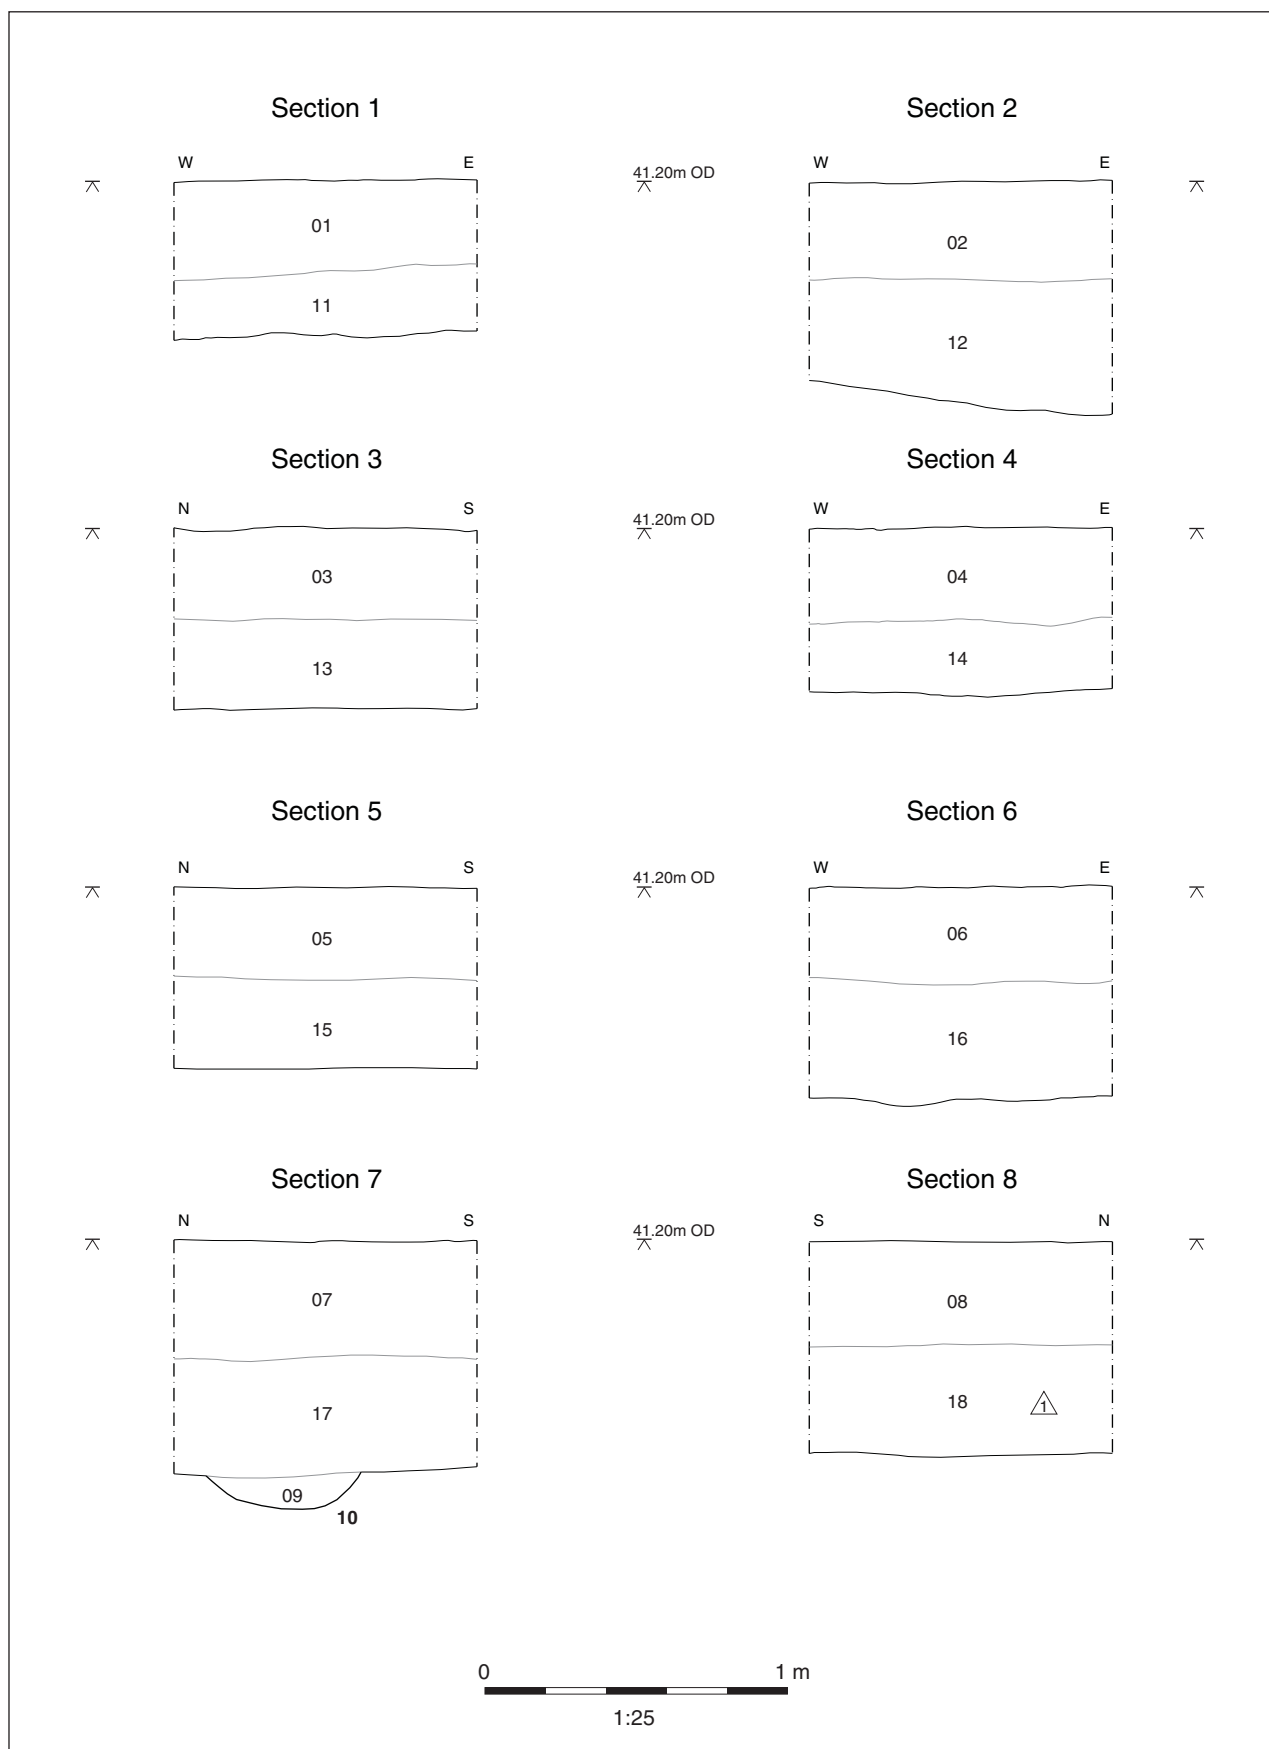 Section 1
Section 2
W E
41.20m OD
W E
01
02
11
12
Section 3
Section 4
N S
41.20m OD
W E
03
04
13
14
Section 5
Section 6
N S
41.20m OD
W E
05
06
15
16
Section 7
Section 8
N S
41.20m OD
S N
07
08
17
18
1
09
10
0 1 m
1:25